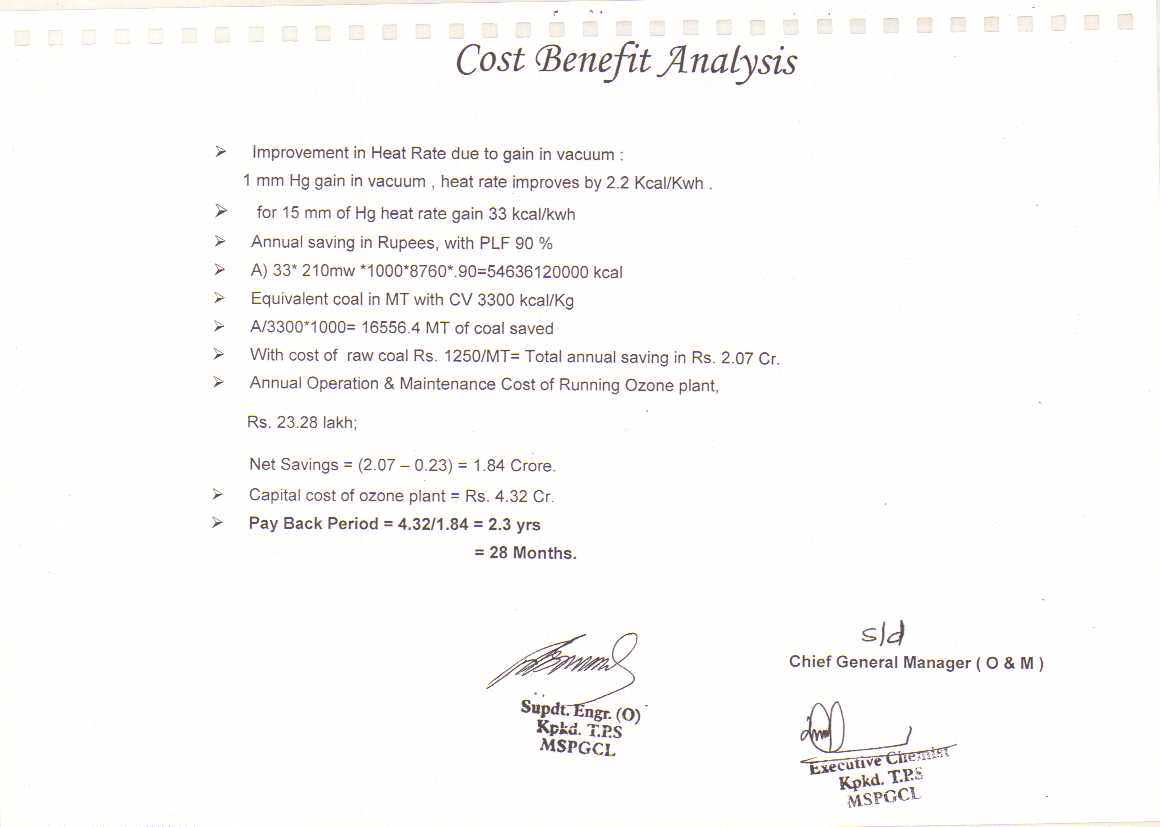 Cost Benefit Analysis
➢ Improvement in Heat Rate due to gain in vacuum :
1 mm Hg gain in vacuum , heat rate improves by 2.2 Kcal/Kwh .
➢ for 15 mm of Hg heat rate gain 33 kcal/kwh
➢ Annual saving in Rupees, with PLF 90 %
➢ A) 33* 210mw *1000*8760*.90=54636120000 kcal
➢ Equivalent coal in MT with CV 3300 kcal/Kg
➢ A/3300*1000= 16556.4 MT of coal saved
➢ With cost of raw coal Rs. 1250/MT= Total annual saving in Rs. 2.07 Cr.
➢ Annual Operation & Maintenance Cost of Running Ozone plant,
Rs. 23.28 lakh;
Net Savings = (2.07 – 0.23) = 1.84 Crore.
➢ Capital cost of ozone plant = Rs. 4.32 Cr.
➢ Pay Back Period = 4.32/1.84 = 2.3 yrs
= 28 Months.
s/d
Chief General Manager ( O & M )
Supdt. Engr. (O)
Kpkd. T.P.S
MSPGCL
Executive Chemist
Kpkd. T.P.S
MSPGCL